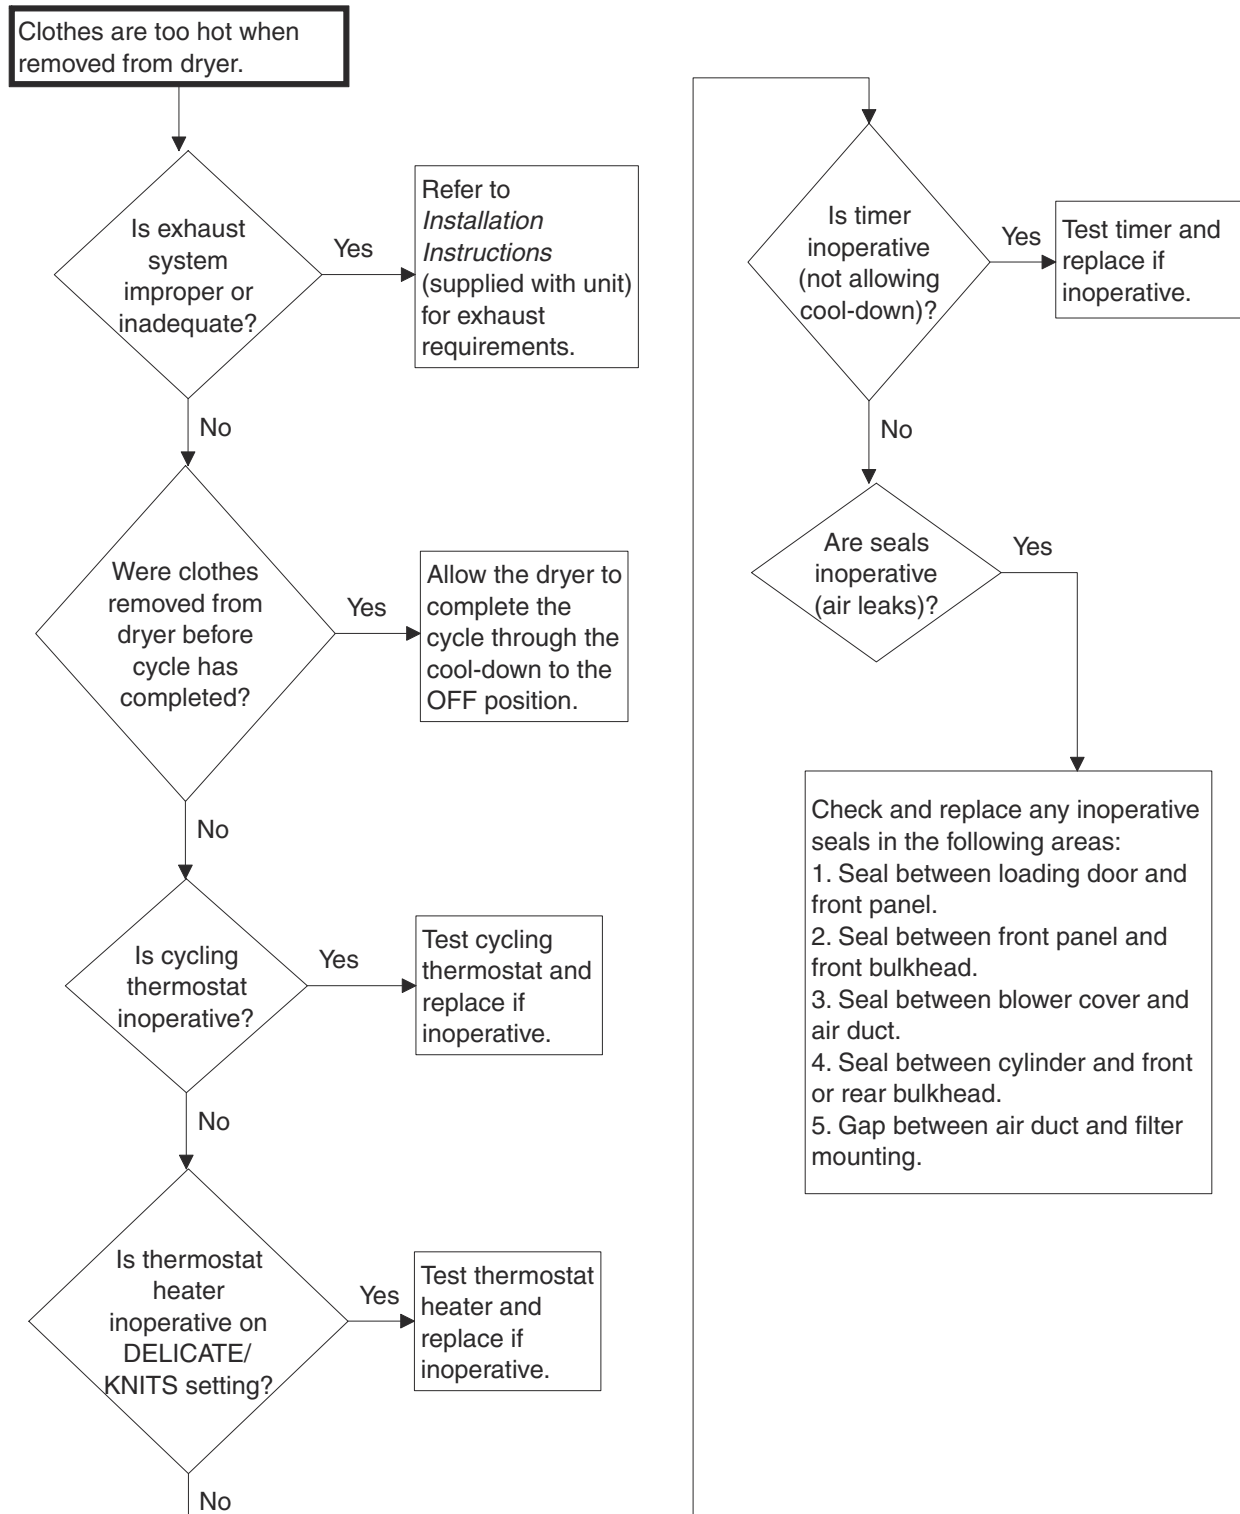 Clothes are too hot when
removed from dryer.
Is exhaust
system
improper or
inadequate?
Yes
Refer to
Installation
Instructions
(supplied with unit)
for exhaust
requirements.
No
Were clothes
removed from
dryer before
cycle has
completed?
Yes
Allow the dryer to
complete the
cycle through the
cool-down to the
OFF position.
No
Is cycling
thermostat
inoperative?
Yes
Test cycling
thermostat and
replace if
inoperative.
No
Is thermostat
heater
inoperative on
DELICATE/
KNITS setting?
Yes
Test thermostat
heater and
replace if
inoperative.
No
Is timer
inoperative
(not allowing
cool-down)?
Yes
Test timer and
replace if
inoperative.
No
Are seals
inoperative
(air leaks)?
Yes
Check and replace any inoperative
seals in the following areas:
1. Seal between loading door and
front panel.
2. Seal between front panel and
front bulkhead.
3. Seal between blower cover and
air duct.
4. Seal between cylinder and front
or rear bulkhead.
5. Gap between air duct and filter
mounting.